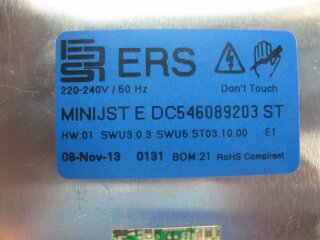 ERS
220-240V / 50 Hz Don't Touch
MINIJST E DC546089203 ST
HW:01 SWU3:0.3 SWU6:ST03.10.00 E1
08-Nov-13 0131 BOM:21 RoHS Compliant